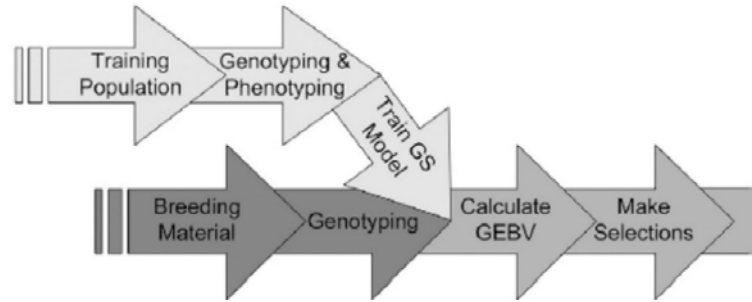 Training
Population
Genotyping &
Phenotyping
Train GS
Model
Breeding
Material
Genotyping
Calculate
GEBV
Make
Selections